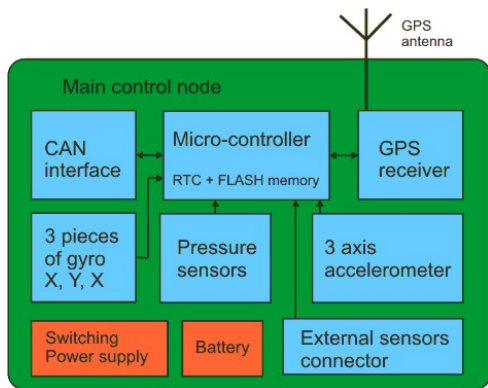 GPS
antenna
Main control node
CAN
interface
Micro-controller
RTC + FLASH memory
GPS
receiver
3 pieces
of gyro
X, Y, X
Pressure
sensors
3 axis
accelerometer
Switching
Power supply
Battery
External sensors
connector